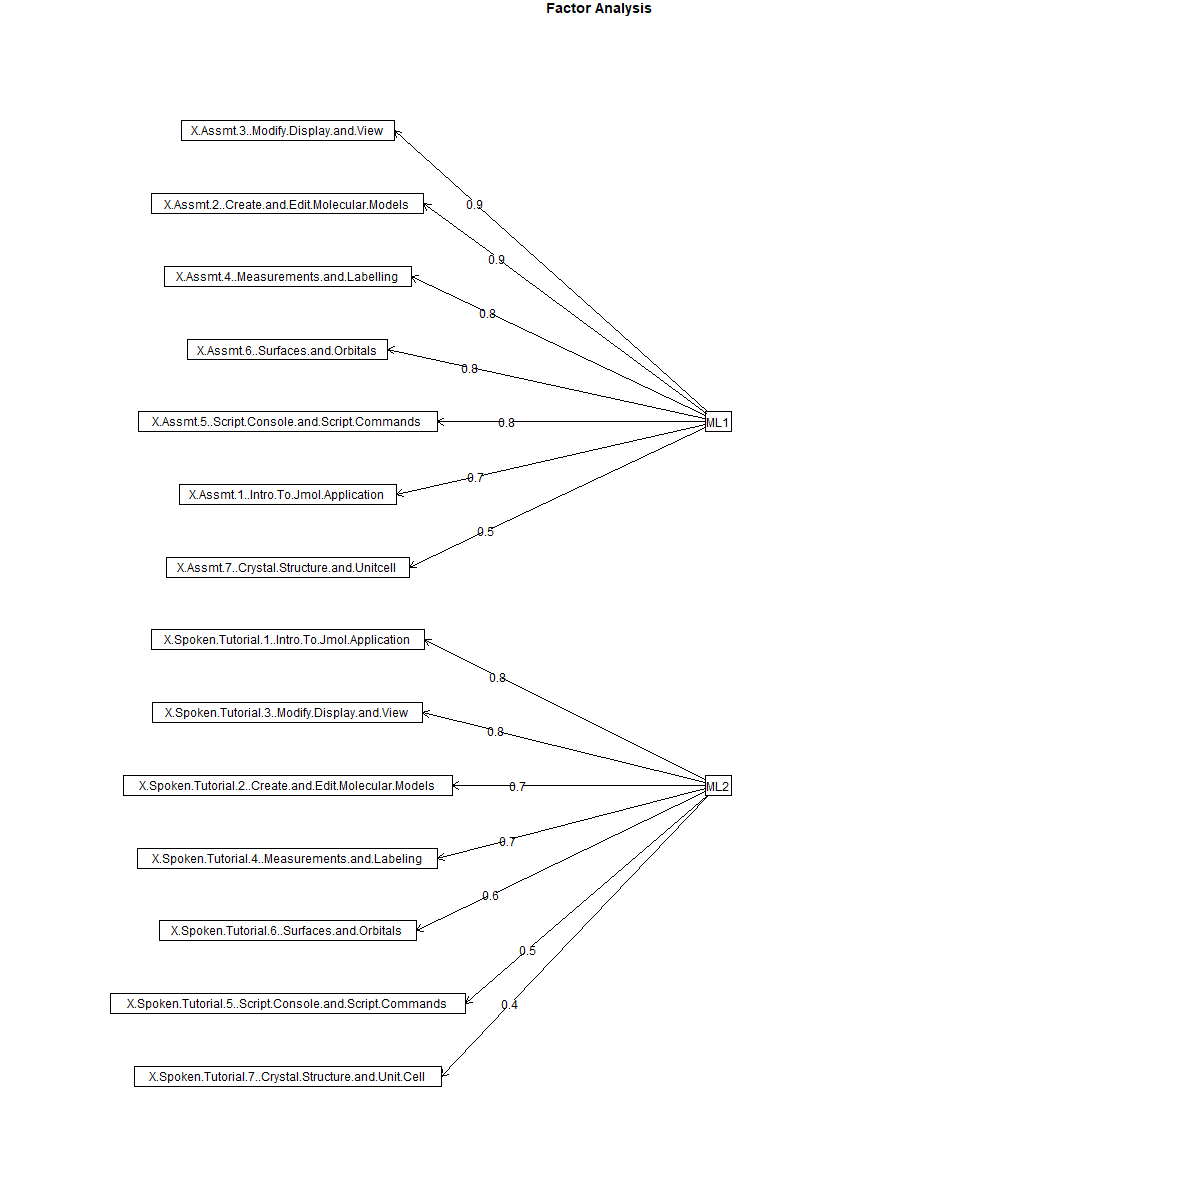 Factor Analysis
X.Assmt.3..Modify.Display.and.View
0.9
X.Assmt.2..Create.and.Edit.Molecular.Models
0.9
X.Assmt.4..Measurements.and.Labelling
0.8
X.Assmt.6..Surfaces.and.Orbitals
0.8
X.Assmt.5..Script.Console.and.Script.Commands
0.8
ML1
X.Assmt.1..Intro.To.Jmol.Application
0.7
X.Assmt.7..Crystal.Structure.and.Unitcell
0.5
X.Spoken.Tutorial.1..Intro.To.Jmol.Application
0.8
X.Spoken.Tutorial.3..Modify.Display.and.View
0.8
X.Spoken.Tutorial.2..Create.and.Edit.Molecular.Models
0.7
ML2
X.Spoken.Tutorial.4..Measurements.and.Labeling
0.7
X.Spoken.Tutorial.6..Surfaces.and.Orbitals
0.6
X.Spoken.Tutorial.5..Script.Console.and.Script.Commands
0.5
X.Spoken.Tutorial.7..Crystal.Structure.and.Unit.Cell
0.4